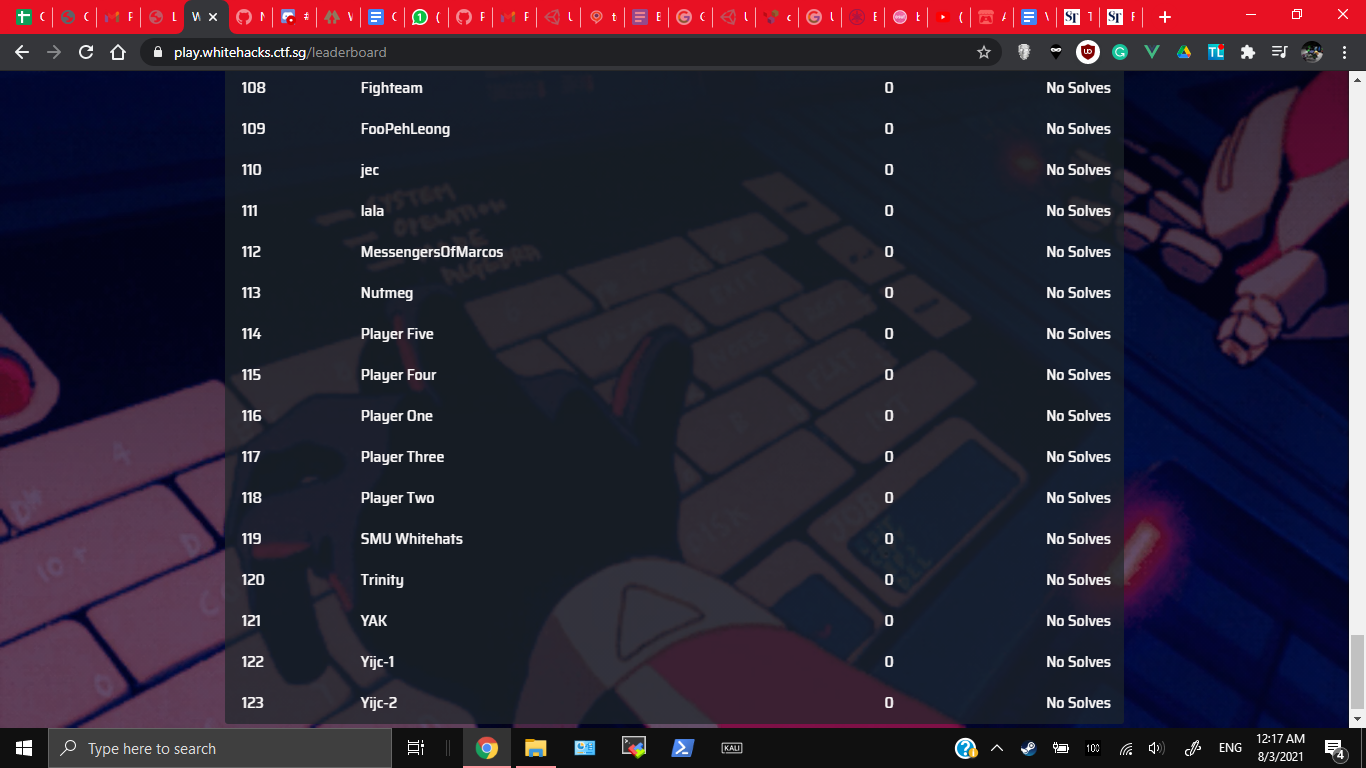 W
play.whitehacks.ctf.sg/leaderboard
108 Fighteam 0 No Solves
109 FooPehLeong 0 No Solves
110 jec 0 No Solves
111 lala 0 No Solves
112 MessengersOfMarcos 0 No Solves
113 Nutmeg 0 No Solves
114 Player Five 0 No Solves
115 Player Four 0 No Solves
116 Player One 0 No Solves
117 Player Three 0 No Solves
118 Player Two 0 No Solves
119 SMU Whitehats 0 No Solves
120 Trinity 0 No Solves
121 YAK 0 No Solves
122 Yijc-1 0 No Solves
123 Yijc-2 0 No Solves
Type here to search
KALI
100
ENG
12:17 AM
8/3/2021
4